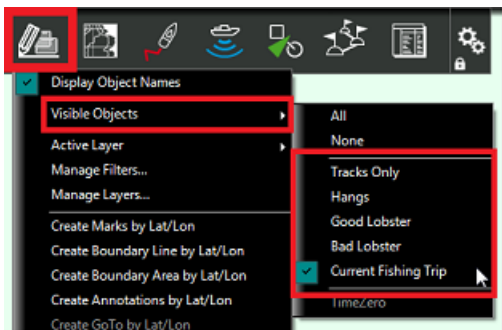 Display Object Names
Visible Objects
Active Layer
Manage Filters...
Manage Layers...
Create Marks by Lat/Lon
Create Boundary Line by Lat/Lon
Create Boundary Area by Lat/Lon
Create Annotations by Lat/Lon
Create GoTo by Lat/Lon
All
None
Tracks Only
Hangs
Good Lobster
Bad Lobster
Current Fishing Trip
TimeZero